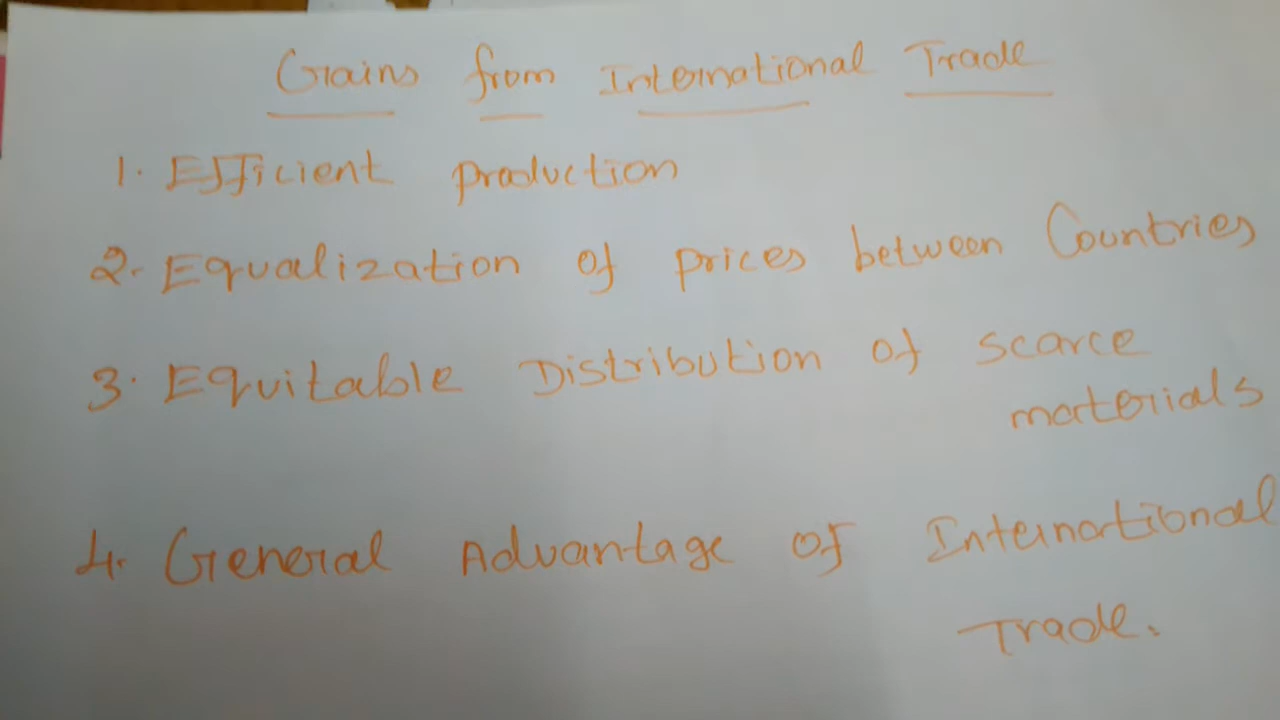 Gains from International Trade
1. Efficient production
2. Equalization of prices between Countries
3. Equitable Distribution of scarce
materials
4. General Advantage of International
Trade.